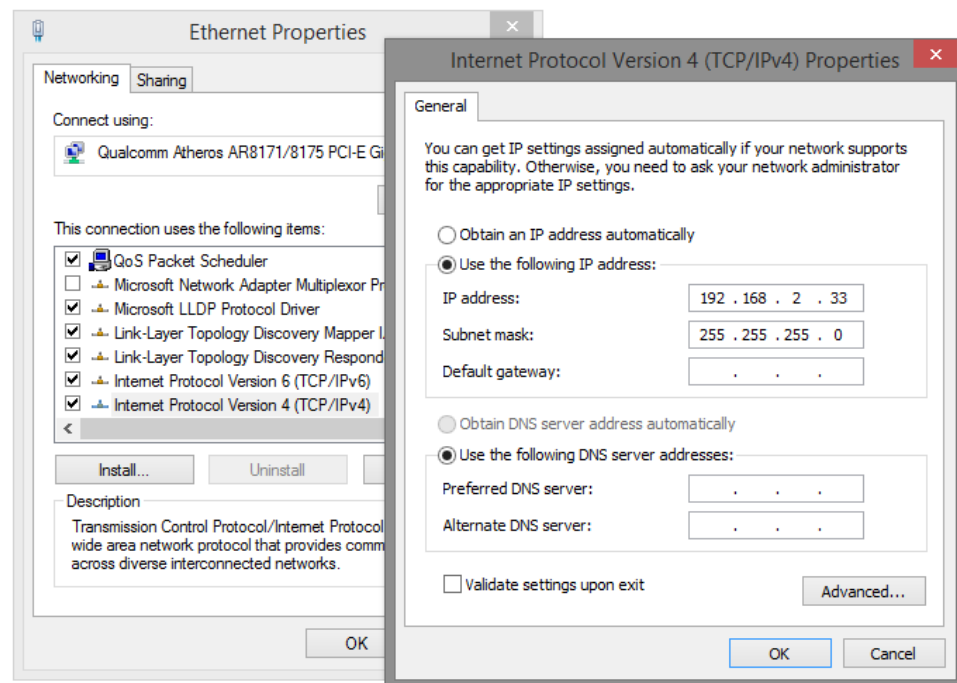 Ethernet Properties
Networking
Sharing
Connect using:
Qualcomm Atheros AR8171/8175 PCI-E
This connection uses the following items:
QoS Packet Scheduler
Microsoft Network Adapter Multiplexor
Microsoft LLDP Protocol Driver
Link-Layer Topology Discovery Mapper
Link-Layer Topology Discovery
Internet Protocol Version 6 (TCP/IPv6)
Internet Protocol Version 4 (TCP/IPv4)
Install...
Uninstall
Description
Transmission Control Protocol/Internet Protocol
wide area network protocol that provides
across diverse interconnected networks.
OK
Internet Protocol Version 4 (TCP/IPv4) Properties
General
You can get IP settings assigned automatically if your network supports
this capability. Otherwise, you need to ask your network administrator
for the appropriate IP settings.
Obtain an IP address automatically
Use the following IP address:
IP address: 192 . 168 . 2 . 33
Subnet mask: 255 . 255 . 255 . 0
Default gateway: . . .
Obtain DNS server address automatically
Use the following DNS server addresses:
Preferred DNS server: . . .
Alternate DNS server: . . .
Validate settings upon exit
Advanced...
OK
Cancel